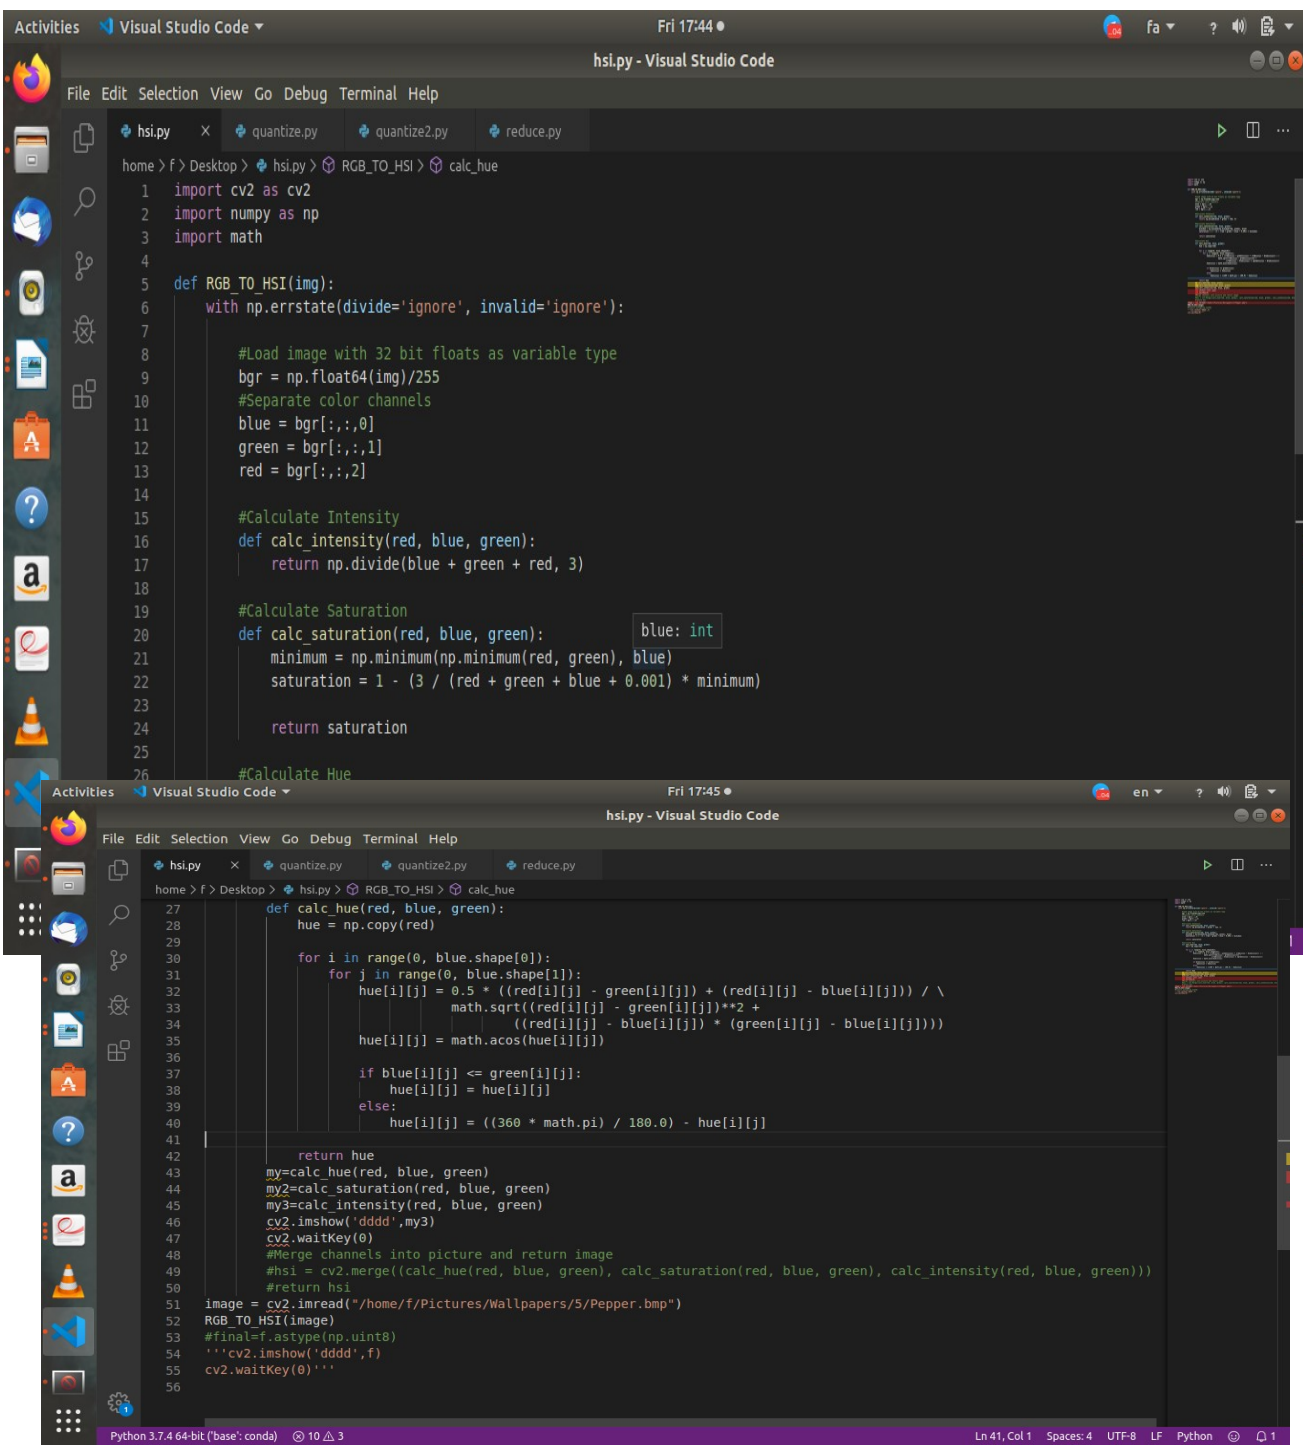 Activities Visual Studio Code Fri 17:44 fa ?
hsi.py - Visual Studio Code
File Edit Selection View Go Debug Terminal Help
hsi.py X quantize.py quantize2.py reduce.py
home > f > Desktop > hsi.py > RGB_TO_HSI > calc_hue
1 import cv2 as cv2
2 import numpy as np
3 import math
4
5 def RGB_TO_HSI(img):
6 with np.errstate(divide='ignore', invalid='ignore'):
7
8 #Load image with 32 bit floats as variable type
9 bgr = np.float64(img)/255
10 #Separate color channels
11 blue = bgr[:,:,0]
12 green = bgr[:,:,1]
13 red = bgr[:,:,2]
14
15 #Calculate Intensity
16 def calc_intensity(red, blue, green):
17 return np.divide(blue + green + red, 3)
18
19 #Calculate Saturation
blue: int
20 def calc_saturation(red, blue, green):
21 minimum = np.minimum(np.minimum(red, green), blue)
22 saturation = 1 - (3 / (red + green + blue + 0.001) * minimum)
23
24 return saturation
25
26 #Calculate Hue
Activities Visual Studio Code Fri 17:45 en ?
hsi.py - Visual Studio Code
File Edit Selection View Go Debug Terminal Help
hsi.py X quantize.py quantize2.py reduce.py
home > f > Desktop > hsi.py > RGB_TO_HSI > calc_hue
27 def calc_hue(red, blue, green):
28 hue = np.copy(red)
29
30 for i in range(0, blue.shape[0]):
31 for j in range(0, blue.shape[1]):
32 hue[i][j] = 0.5 * ((red[i][j] - green[i][j]) + (red[i][j] - blue[i][j])) / \
33 math.sqrt((red[i][j] - green[i][j])**2 +
34 ((red[i][j] - blue[i][j]) * (green[i][j] - blue[i][j])))
35 hue[i][j] = math.acos(hue[i][j])
36
37 if blue[i][j] <= green[i][j]:
38 hue[i][j] = hue[i][j]
39 else:
40 hue[i][j] = ((360 * math.pi) / 180.0) - hue[i][j]
41
42 return hue
43 my=calc_hue(red, blue, green)
44 my2=calc_saturation(red, blue, green)
45 my3=calc_intensity(red, blue, green)
46 cv2.imshow('dddd',my3)
47 cv2.waitKey(0)
48 #Merge channels into picture and return image
49 #hsi = cv2.merge((calc_hue(red, blue, green), calc_saturation(red, blue, green), calc_intensity(red, blue, green)))
50 #return hsi
51 image = cv2.imread("/home/f/Pictures/Wallpapers/5/Pepper.bmp")
52 RGB_TO_HSI(image)
53 #final=f.astype(np.uint8)
54 '''cv2.imshow('dddd',f)
55 cv2.waitKey(0)'''
56
Python 3.7.4 64-bit ('base': conda) 10 3 Ln 41, Col 1 Spaces: 4 UTF-8 LF Python 1